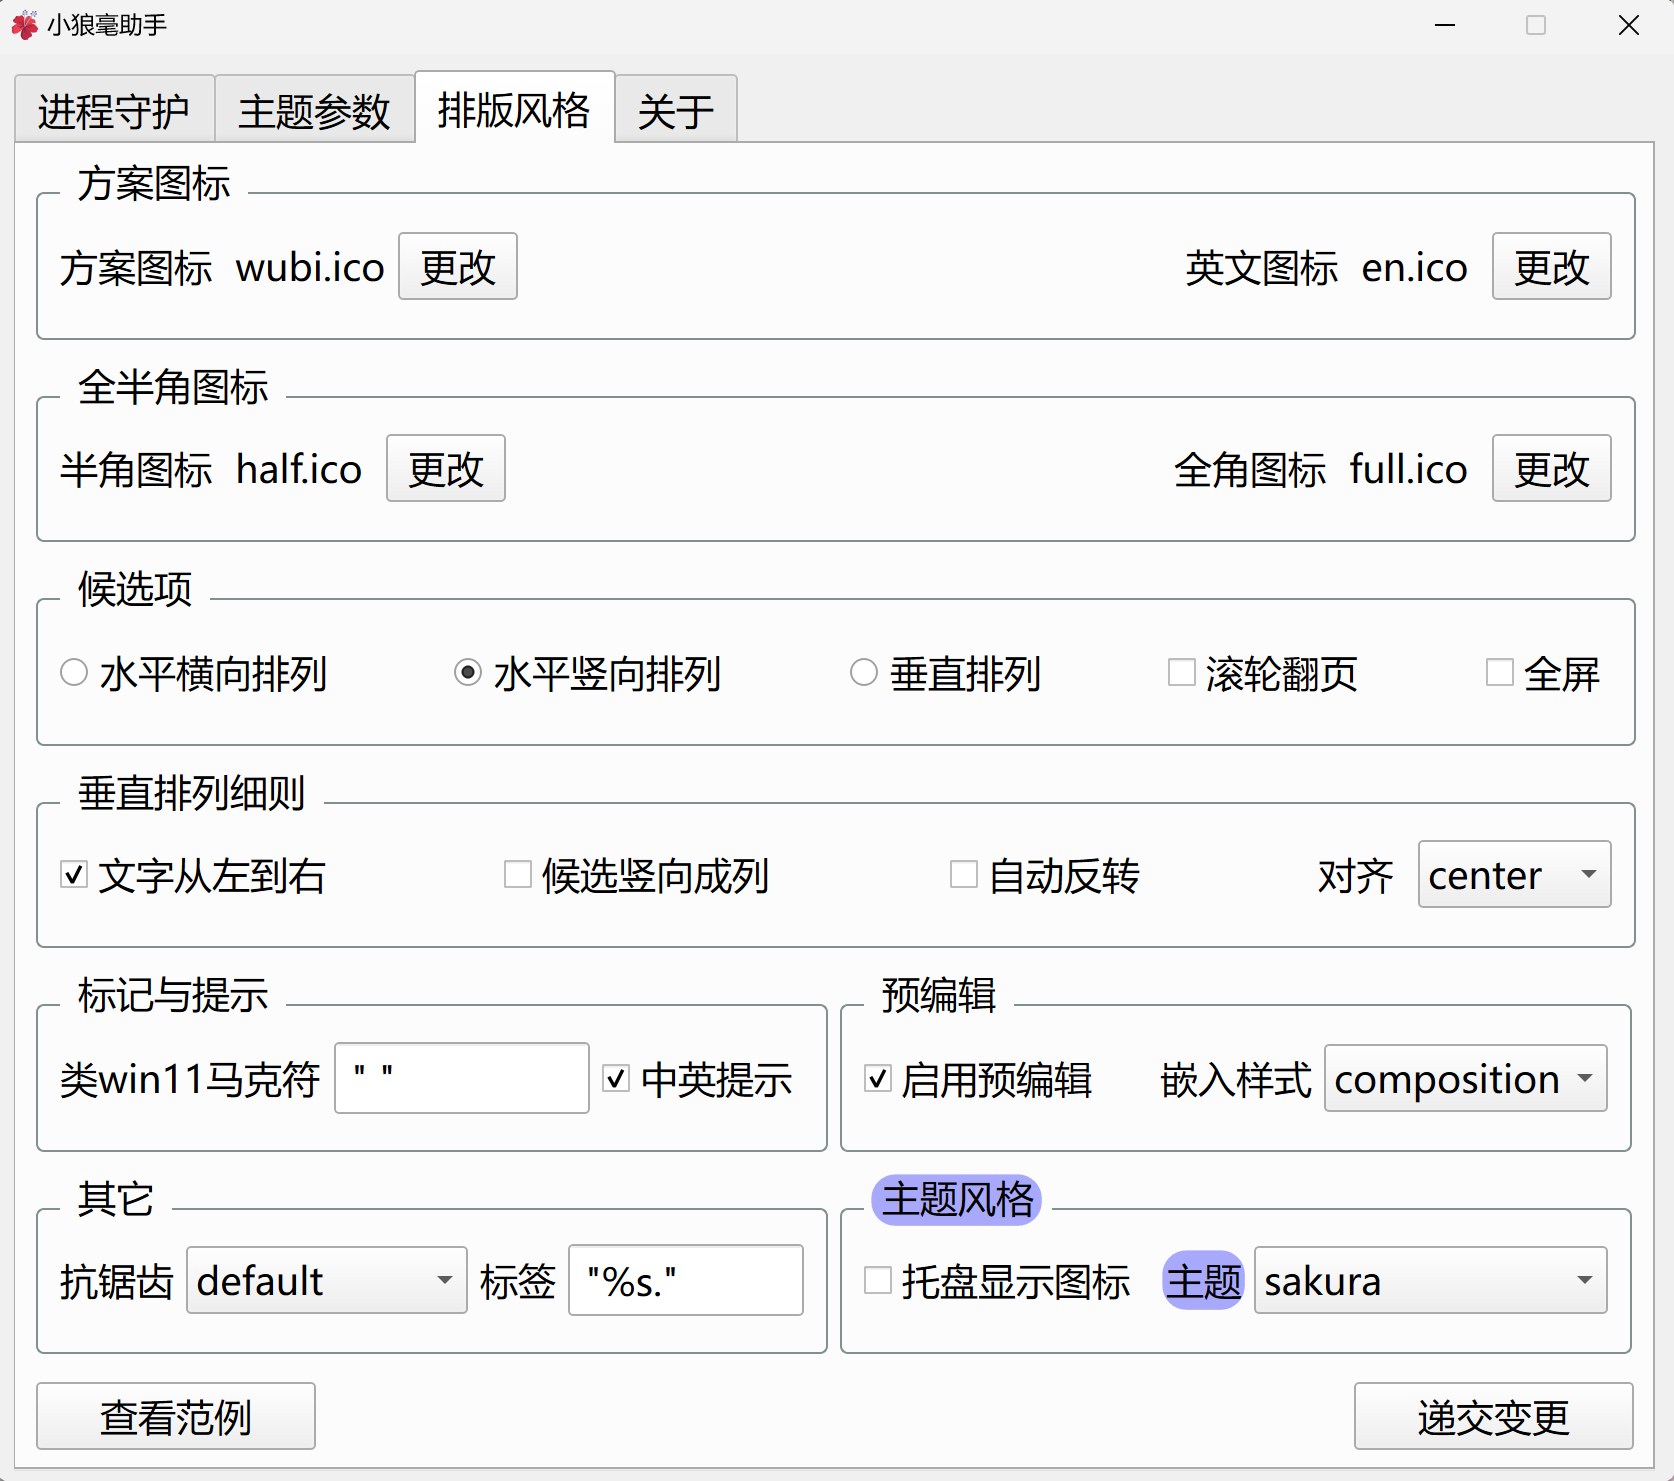 小狼毫助手
进程守护 主题参数 排版风格 关于
方案图标
方案图标 wubi.ico 更改 英文图标 en.ico 更改
全半角图标
半角图标 half.ico 更改 全角图标 full.ico 更改
候选项
水平横向排列 水平竖向排列 垂直排列 滚轮翻页 全屏
垂直排列细则
文字从左到右 候选竖向成列 自动反转 对齐 center
标记与提示 预编辑
类win11马克符 " " 中英提示 启用预编辑 嵌入样式 composition
其它 主题风格
抗锯齿 default 标签 "%s." 托盘显示图标 主题 sakura
查看范例 递交变更